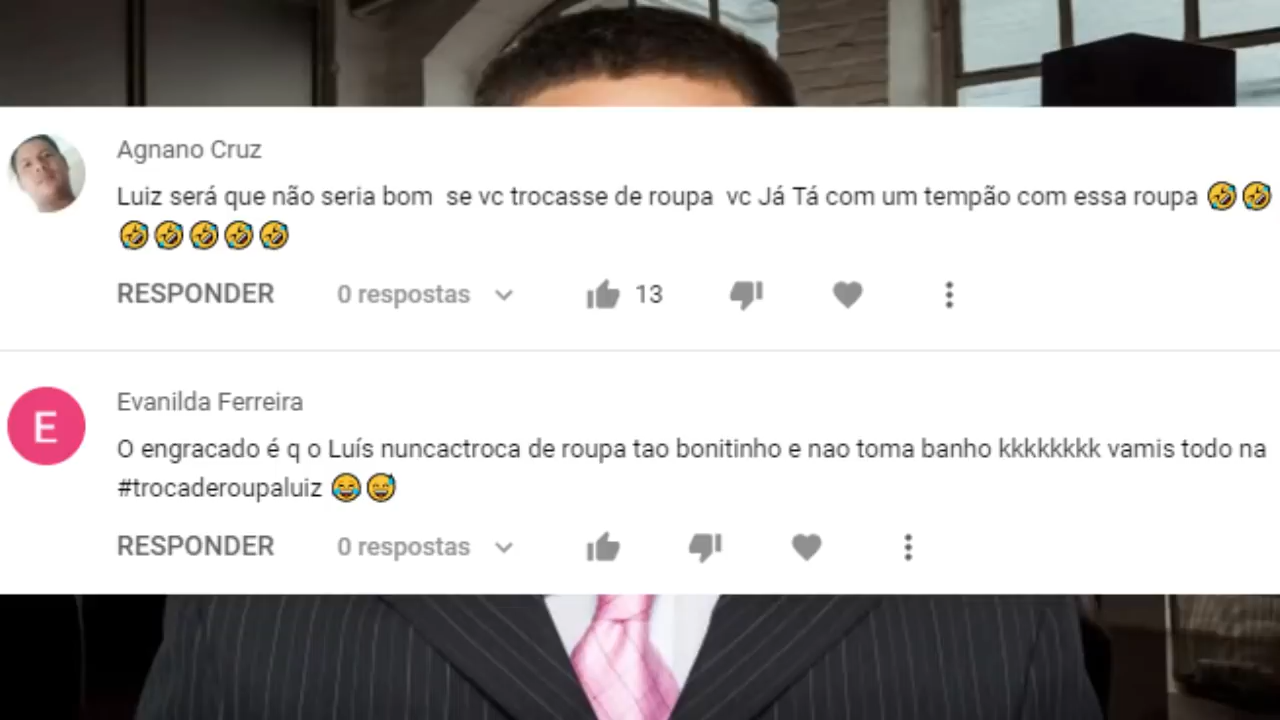 Agnano Cruz
Luiz será que não seria bom  se vc trocasse de roupa  vc Já Tá com um tempão com essa roupa 🤣🤣
🤣🤣🤣🤣🤣
RESPONDER 0 respostas 13
Evanilda Ferreira
E
O engracado é q o Luís nuncactroca de roupa tao bonitinho e nao toma banho kkkkkkkk vamis todo na
#trocaderoupaluiz 😂😅
RESPONDER 0 respostas